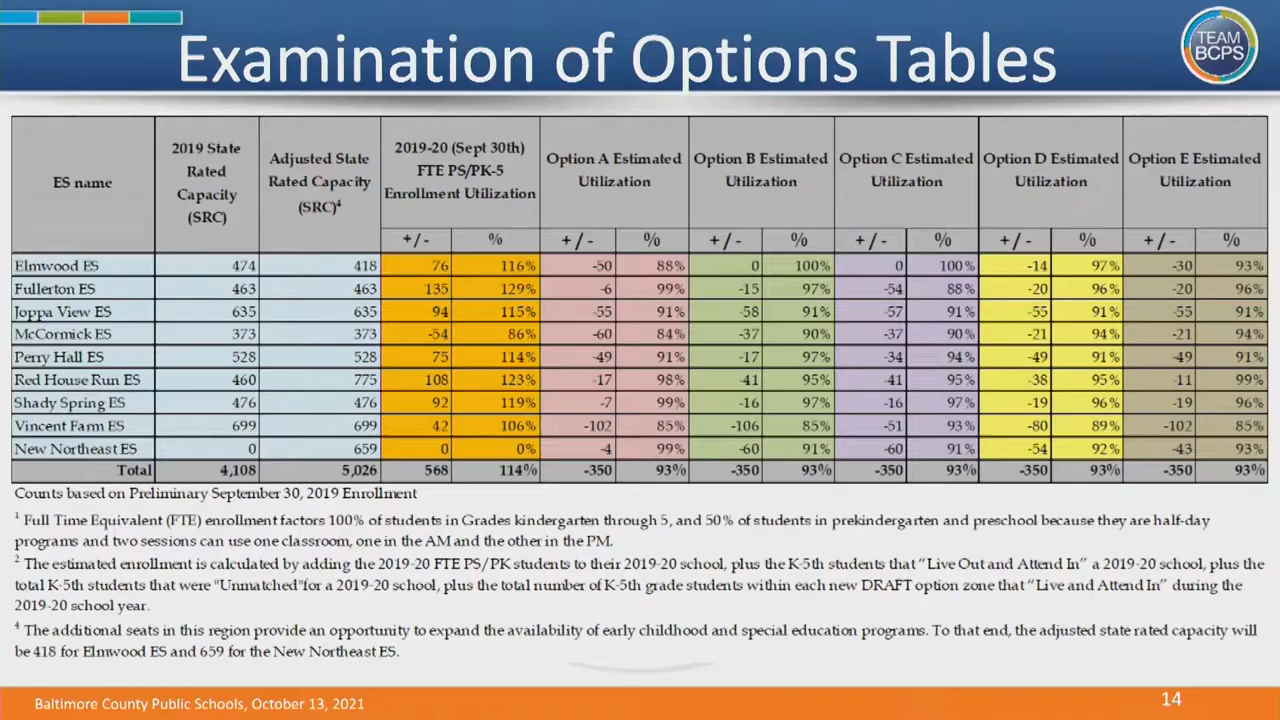 Examination of Options Tables
TEAM
BCPS
ES name | 2019 State Rated Capacity (SRC) | Adjusted State Rated Capacity (SRC)4 | 2019-20 (Sept 30th) FTE PS/PK-5 Enrollment Utilization | Option A Estimated Utilization | Option B Estimated Utilization | Option C Estimated Utilization | Option D Estimated Utilization | Option E Estimated Utilization
+/- % +/- % +/- % +/- % +/- % +/- %
Elmwood ES 474 418 76 116% -50 88% 0 100% 0 100% -14 97% -30 93%
Fullerton ES 463 463 135 129% -6 99% -15 97% -54 88% -20 96% -20 96%
Joppa View ES 635 635 94 115% -55 91% -58 91% -57 91% -55 91% -55 91%
McCormick ES 373 373 -54 86% -60 84% -37 90% -37 90% -21 94% -21 94%
Perry Hall ES 528 528 75 114% -49 91% -17 97% -34 94% -49 91% -49 91%
Red House Run ES 460 775 108 123% -17 98% -41 95% -41 95% -38 95% -11 99%
Shady Spring ES 476 476 92 119% -7 99% -16 97% -16 97% -19 96% -19 96%
Vincent Farm ES 699 699 42 106% -102 85% -106 85% -51 93% -80 89% -102 85%
New Northeast ES 0 659 0 0% -4 99% -60 91% -60 91% -54 92% -43 93%
Total 4,108 5,026 568 114% -350 93% -350 93% -350 93% -350 93% -350 93%
Counts based on Preliminary September 30, 2019 Enrollment
1 Full Time Equivalent (FTE) enrollment factors 100% of students in Grades kindergarten through 5, and 50% of students in prekindergarten and preschool because they are half-day
programs and two sessions can use one classroom, one in the AM and the other in the PM.
2 The estimated enrollment is calculated by adding the 2019-20 FTE PS/PK students to their 2019-20 school, plus the K-5th students that "Live Out and Attend In" a 2019-20 school, plus the
total K-5th students that were "Unmatched"for a 2019-20 school, plus the total number of K-5th grade students within each new DRAFT option zone that "Live and Attend In" during the
2019-20 school year.
4 The additional seats in this region provide an opportunity to expand the availability of early childhood and special education programs. To that end, the adjusted state rated capacity will
be 418 for Elmwood ES and 659 for the New Northeast ES.
Baltimore County Public Schools, October 13, 2021
14